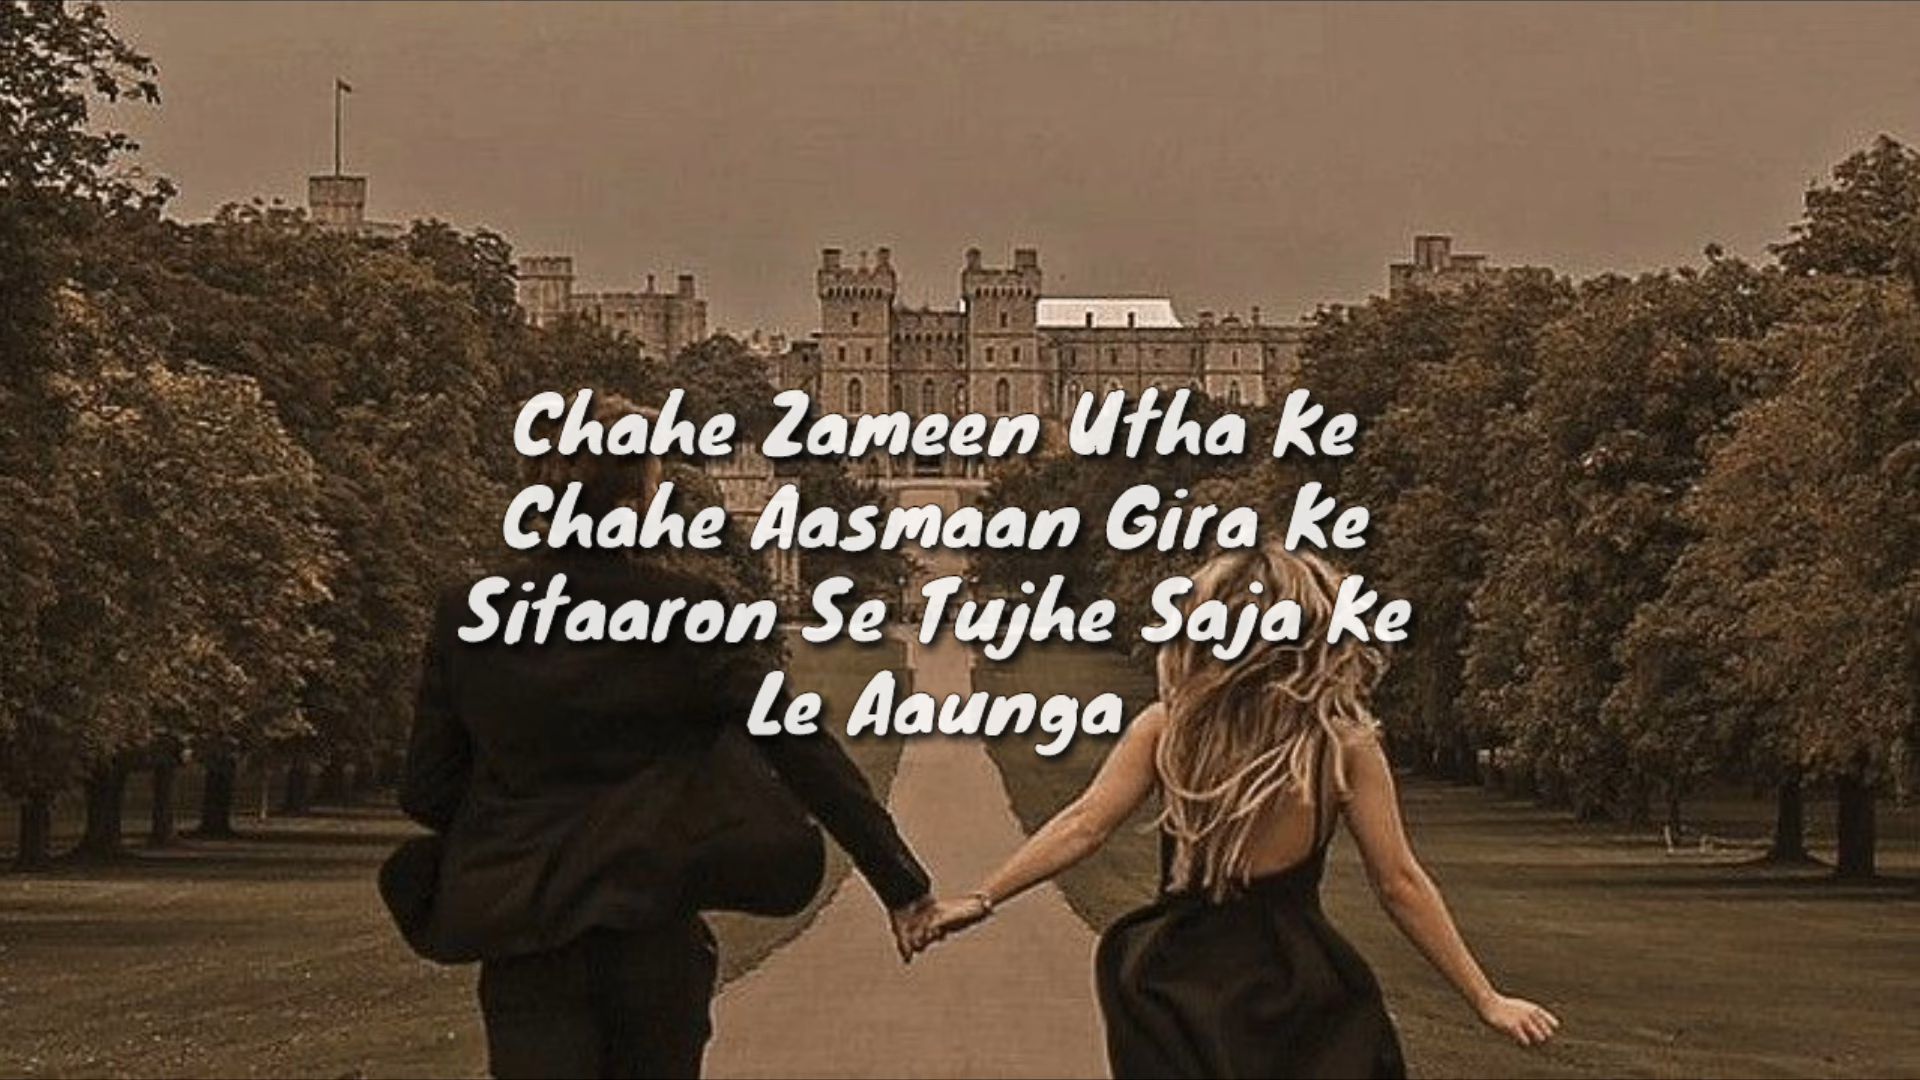 Chahe Zameen Utha Ke
Chahe Aasmaan Gira Ke
Sitaaron Se Tujhe Saja Ke
Le Aaunga